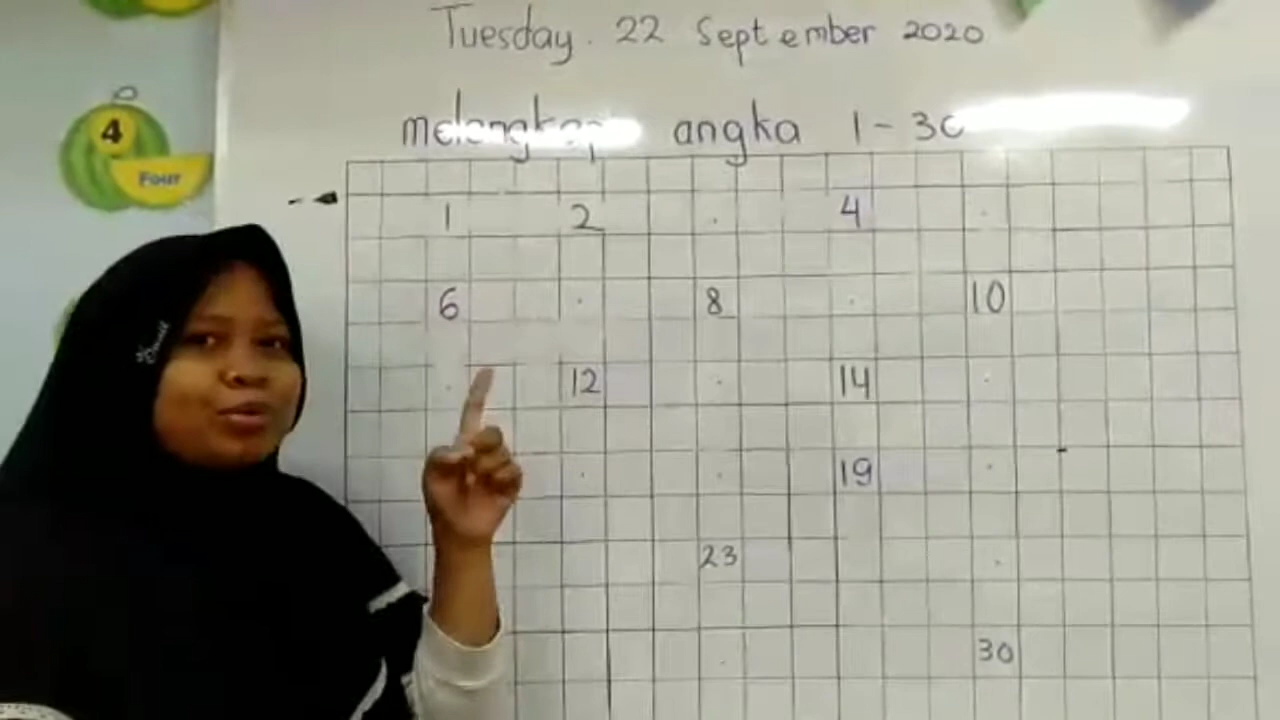 Tuesday. 22 September 2020
melengkapi angka 1 - 30
4
Four
1 2 . 4 .
6 . 8 . 10
. 12 . 14 .
. . 19 .
23 .
. 30